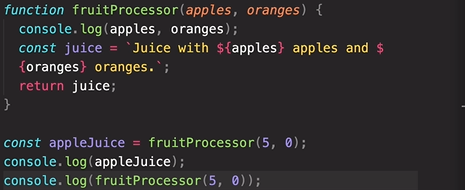 function fruitProcessor(apples, oranges) {
  console.log(apples, oranges);
  const juice = `Juice with ${apples} apples and $
  {oranges} oranges.`;
  return juice;
}

const appleJuice = fruitProcessor(5, 0);
console.log(appleJuice);
console.log(fruitProcessor(5, 0));